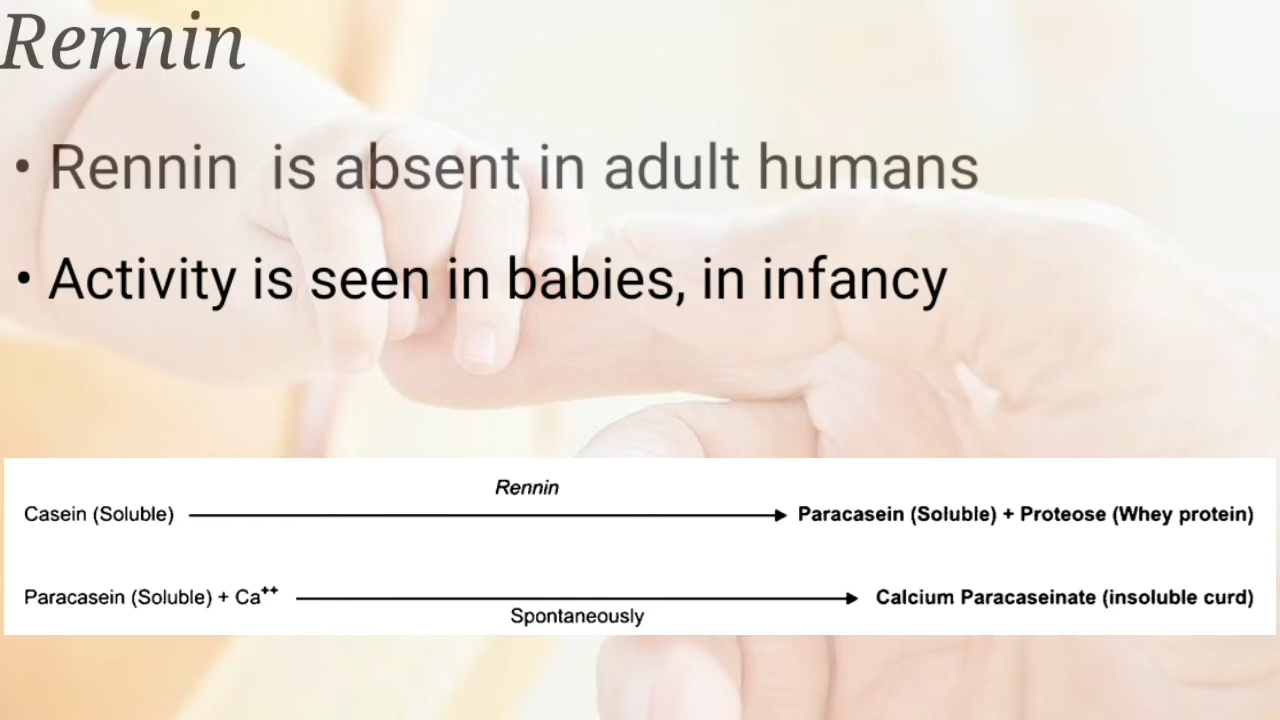 Rennin
• Rennin is absent in adult humans
• Activity is seen in babies, in infancy
Rennin
Casein (Soluble) Paracasein (Soluble) + Proteose (Whey protein)
Paracasein (Soluble) + Ca++ Calcium Paracaseinate (insoluble curd)
Spontaneously